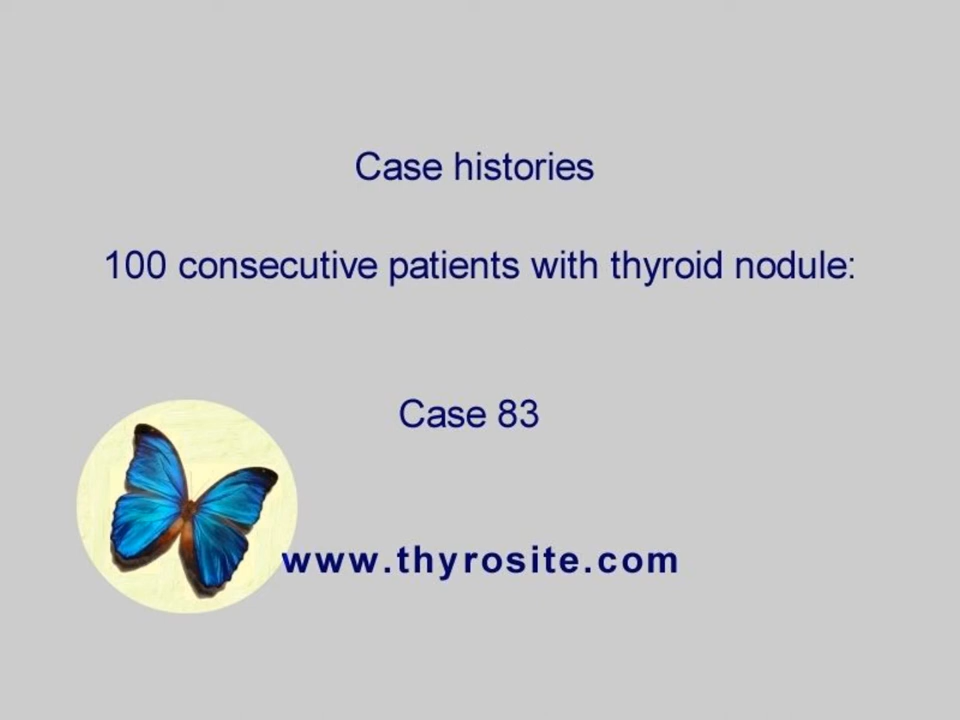 Case histories
100 consecutive patients with thyroid nodule:
Case 83
www.thyrosite.com